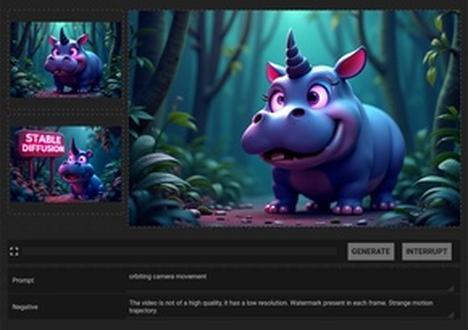 STABLE
DIFFUSION
GENERATE INTERRUPT
Prompt orbiting camera movement
Negative The video is not of a high quality, it has a low resolution. Watermark present in each frame. Strange motion
trajectory.